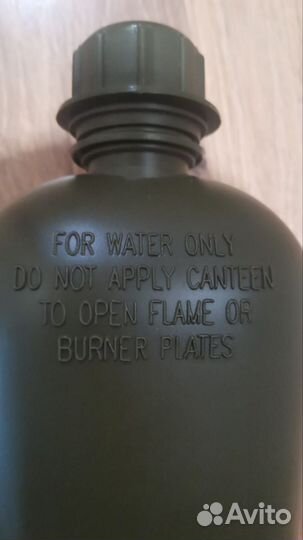 FOR WATER ONLY
DO NOT APPLY CANTEEN
TO OPEN FLAME OR
BURNER PLATES
Avito